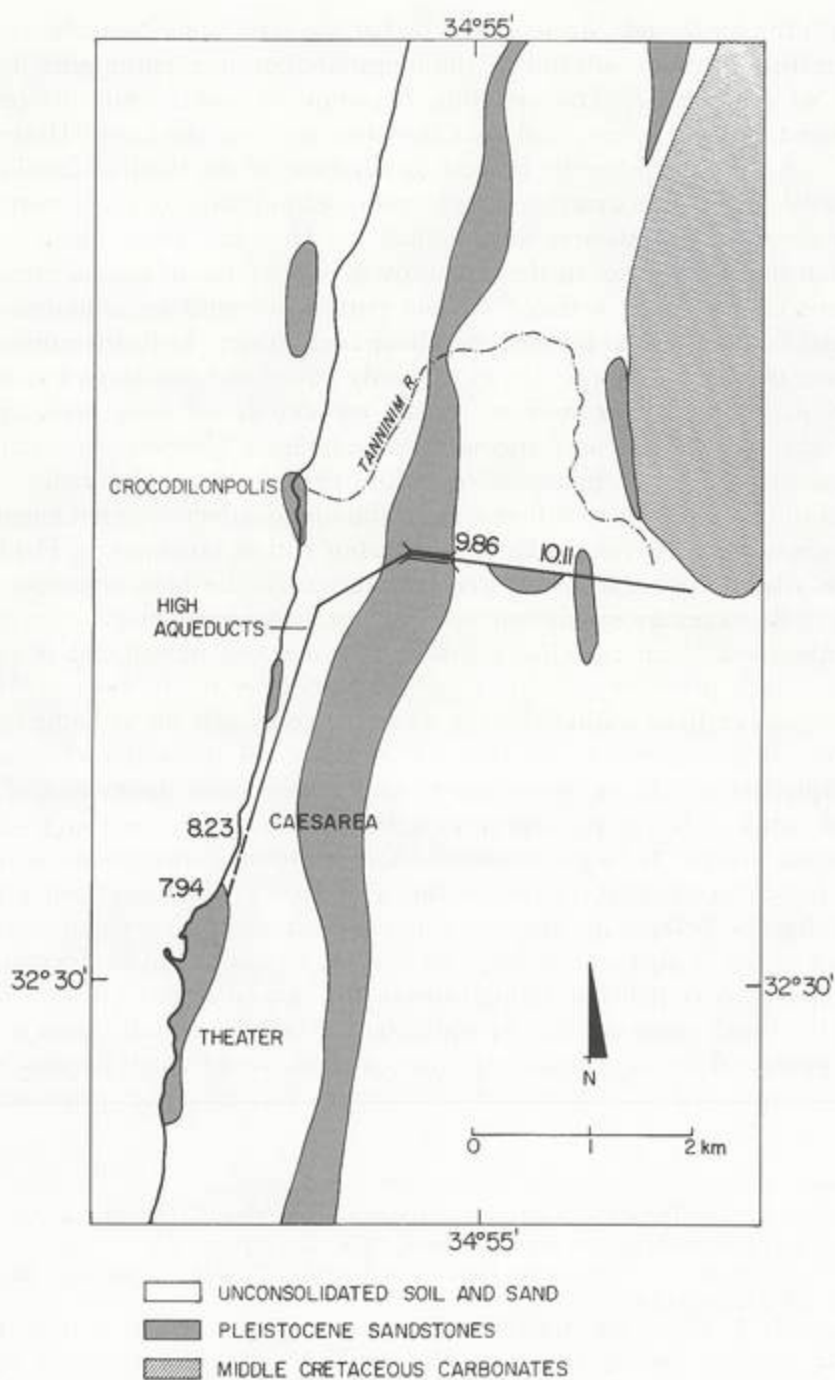 34°55'
TANNINIM R.
CROCODILONPOLIS
9.86
10.11
HIGH
AQUEDUCTS
8.23
CAESAREA
7.94
32°30'
32°30'
THEATER
N
0 1 2 km
34°55'
UNCONSOLIDATED SOIL AND SAND
PLEISTOCENE SANDSTONES
MIDDLE CRETACEOUS CARBONATES